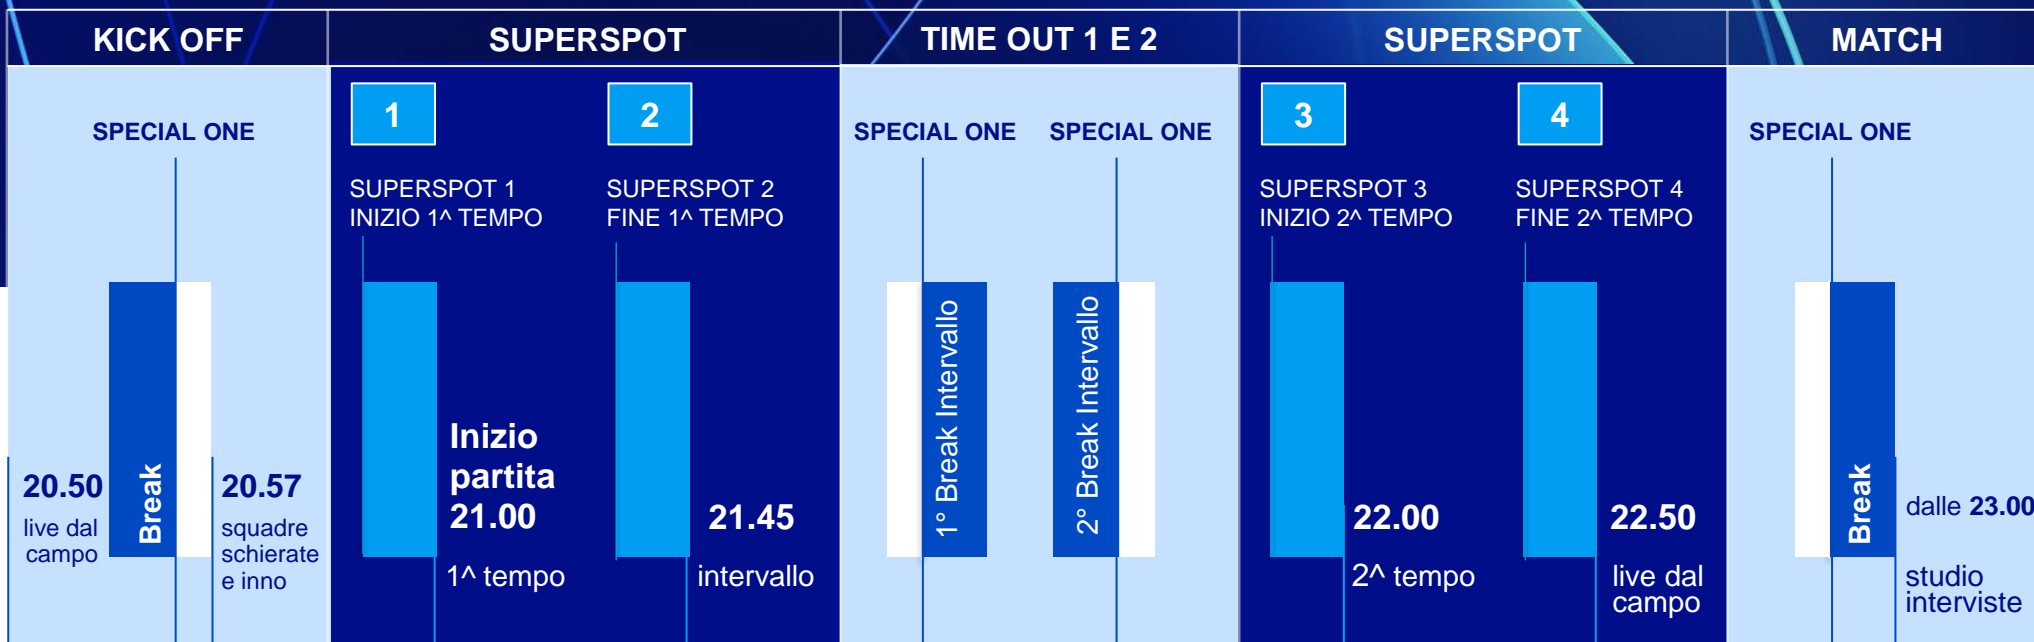 KICK OFF
SUPERSPOT
TIME OUT 1 E 2
SUPERSPOT
MATCH
SPECIAL ONE
20.50
live dal
campo
Break
20.57
squadre
schierate
e inno
1
SUPERSPOT 1
INIZIO 1^ TEMPO
Inizio
partita
21.00
1^ tempo
2
SUPERSPOT 2
FINE 1^ TEMPO
21.45
intervallo
SPECIAL ONE
1° Break Intervallo
SPECIAL ONE
2° Break Intervallo
3
SUPERSPOT 3
INIZIO 2^ TEMPO
22.00
2^ tempo
4
SUPERSPOT 4
FINE 2^ TEMPO
22.50
live dal
campo
SPECIAL ONE
Break
dalle 23.00
studio
interviste